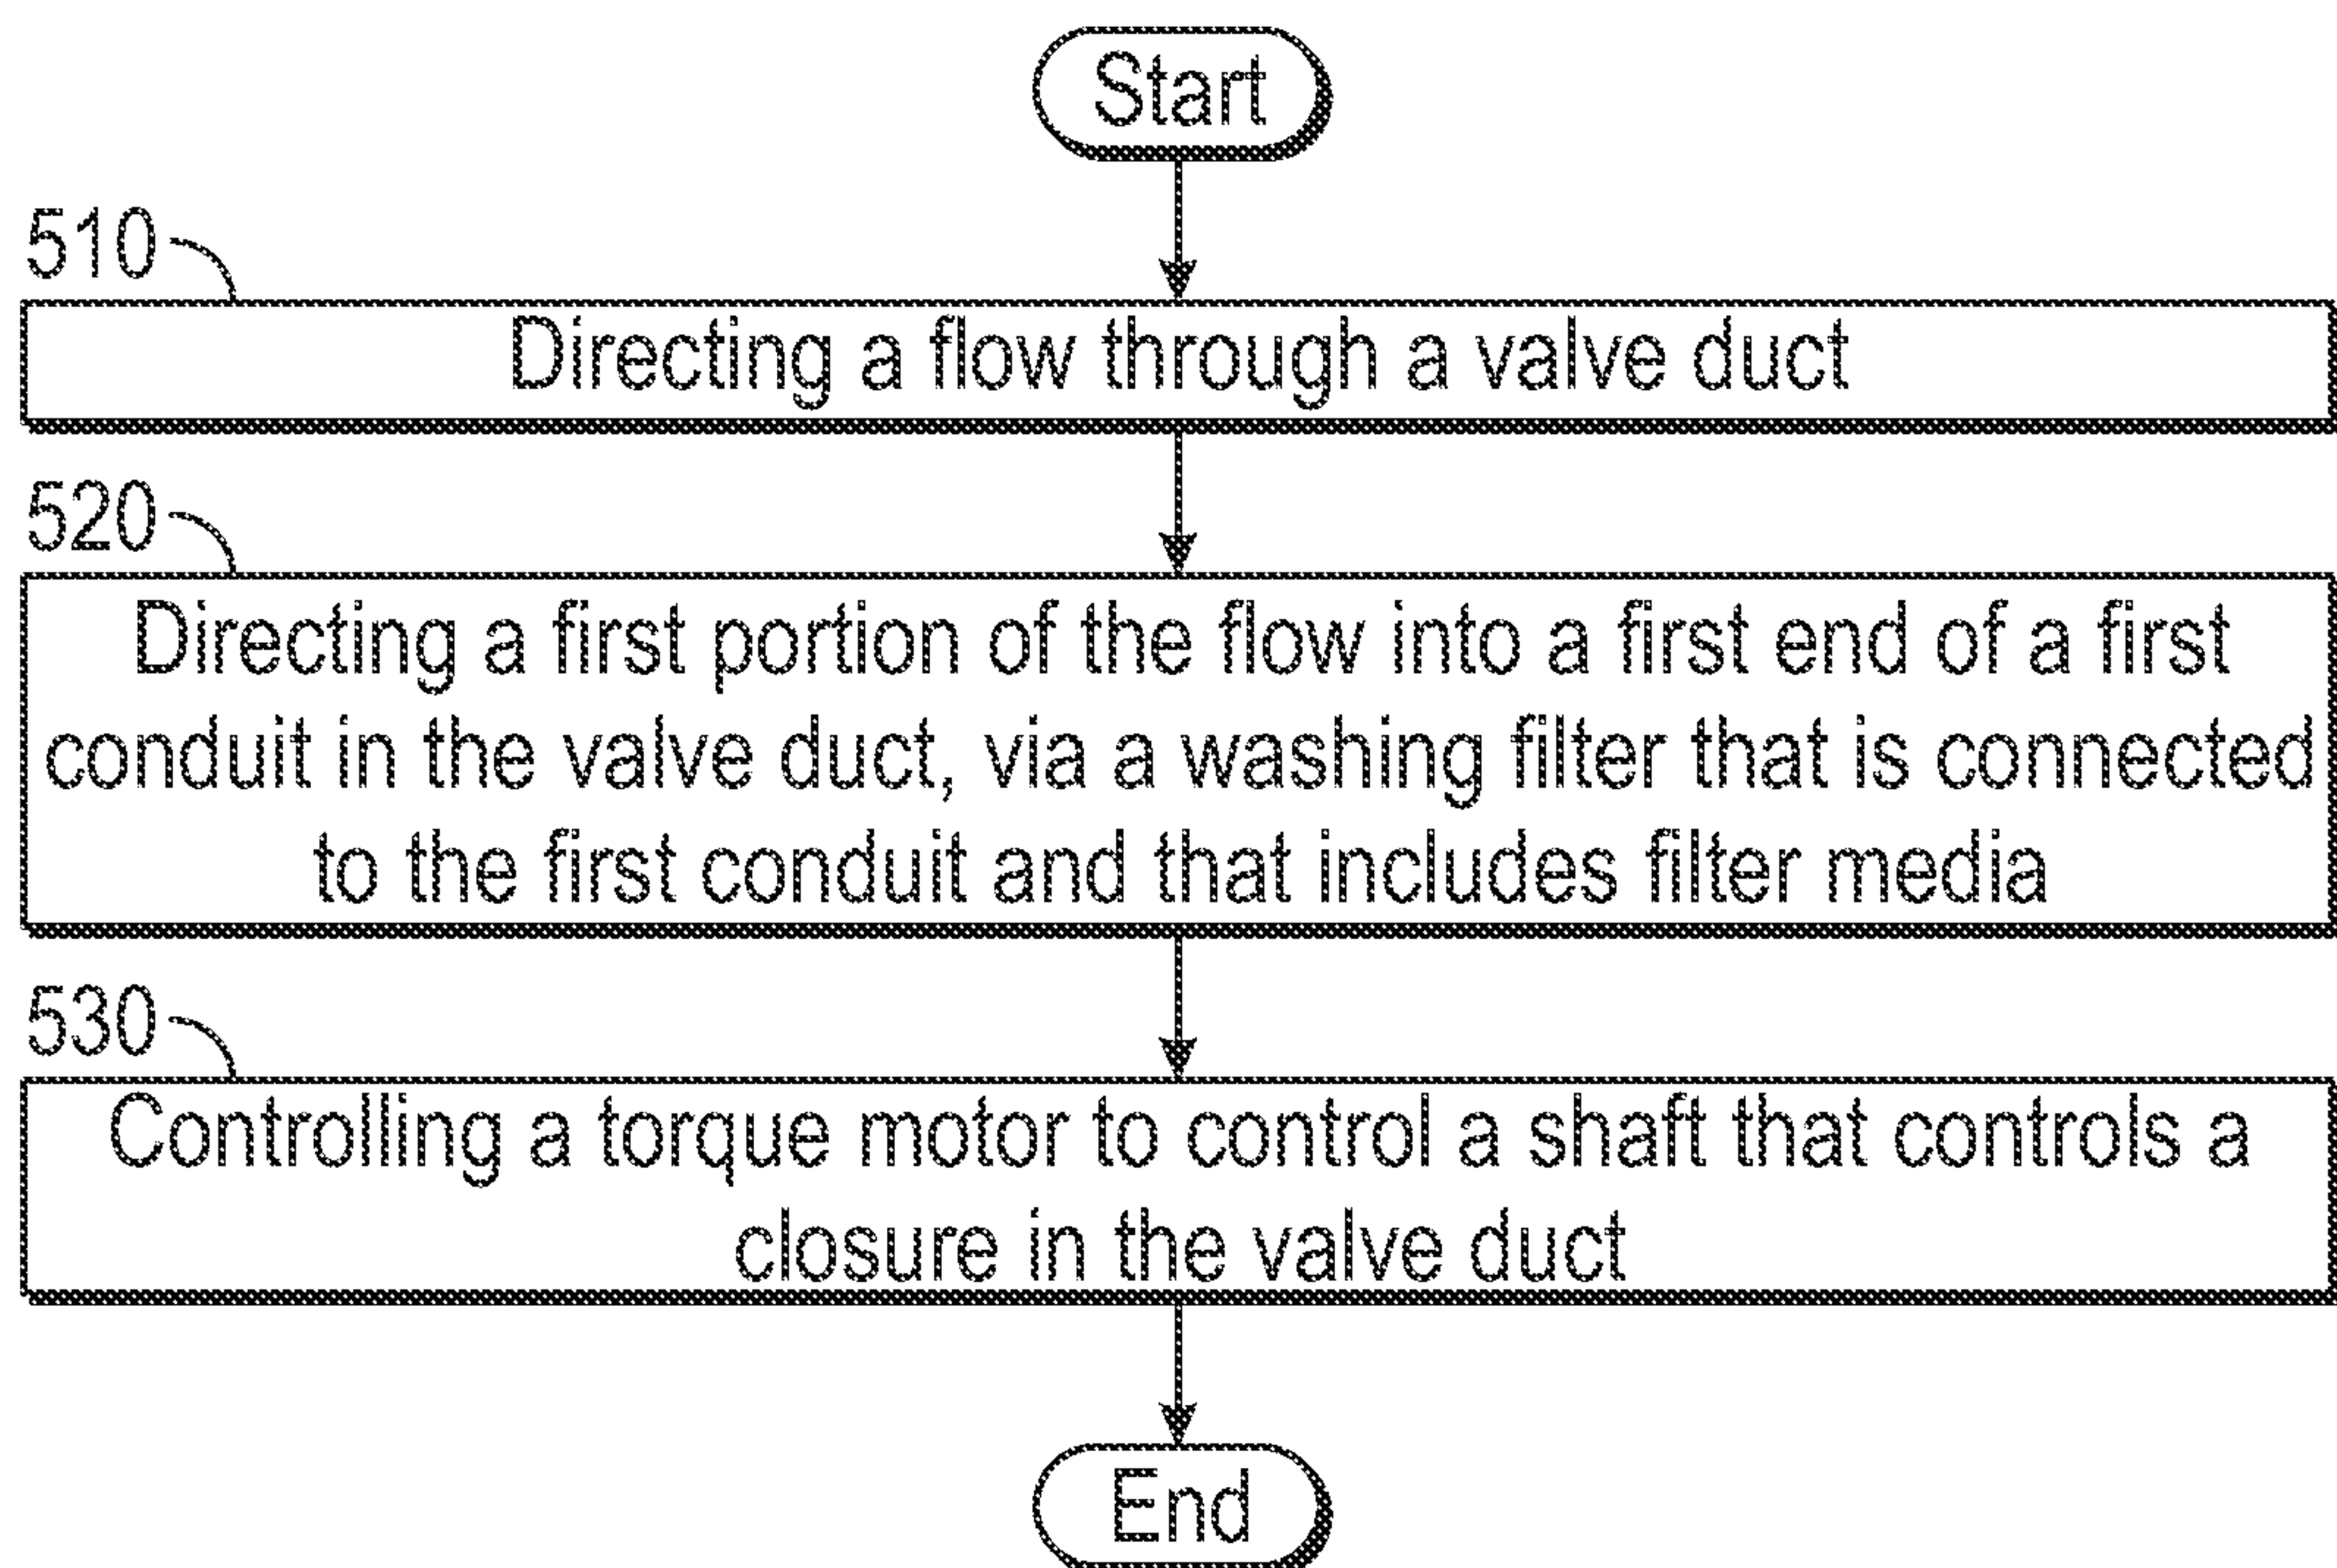 Start
510
Directing a flow through a valve duct
520
Directing a first portion of the flow into a first end of a first
conduit in the valve duct, via a washing filter that is connected
to the first conduit and that includes filter media
530
Controlling a torque motor to control a shaft that controls a
closure in the valve duct
End